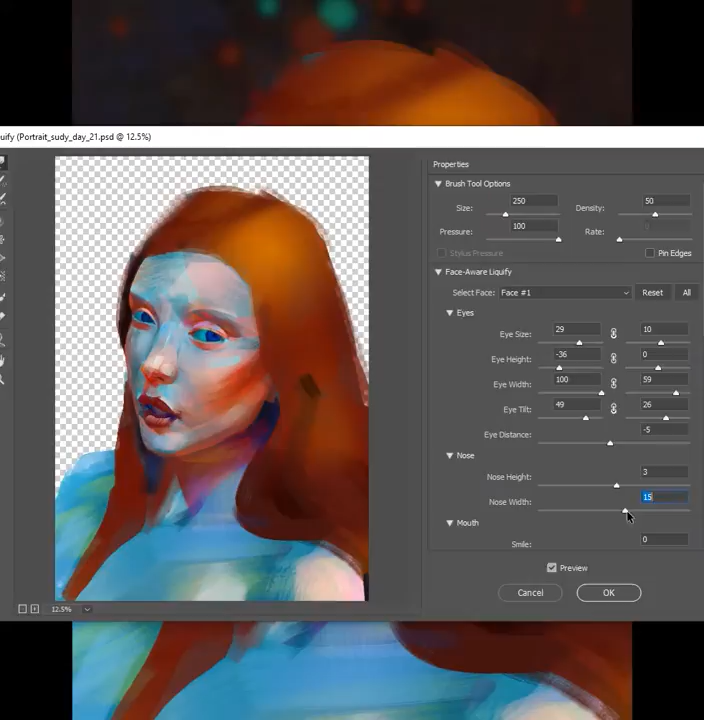 uify (Portrait_sudy_day_21.psd @ 12.5%)
Properties
Brush Tool Options
Size: 250 Density: 50
Pressure: 100 Rate: 0
Stylus Pressure Pin Edges
Face-Aware Liquify
Select Face: Face #1 Reset All
Eyes
Eye Size: 29 10
Eye Height: -36 0
Eye Width: 100 59
Eye Tilt: 49 26
Eye Distance: -5
Nose
Nose Height: 3
Nose Width: 15
Mouth
Smile: 0
Preview
Cancel OK
12.5%